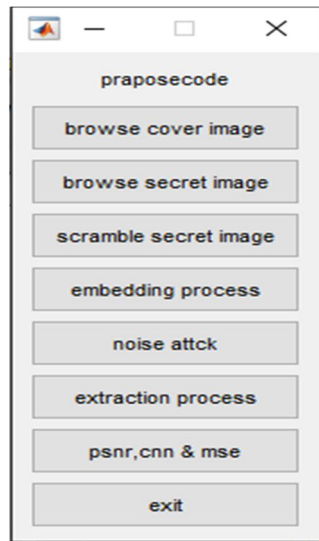 praposecode
browse cover image
browse secret image
scramble secret image
embedding process
noise attck
extraction process
psnr,cnn & mse
exit